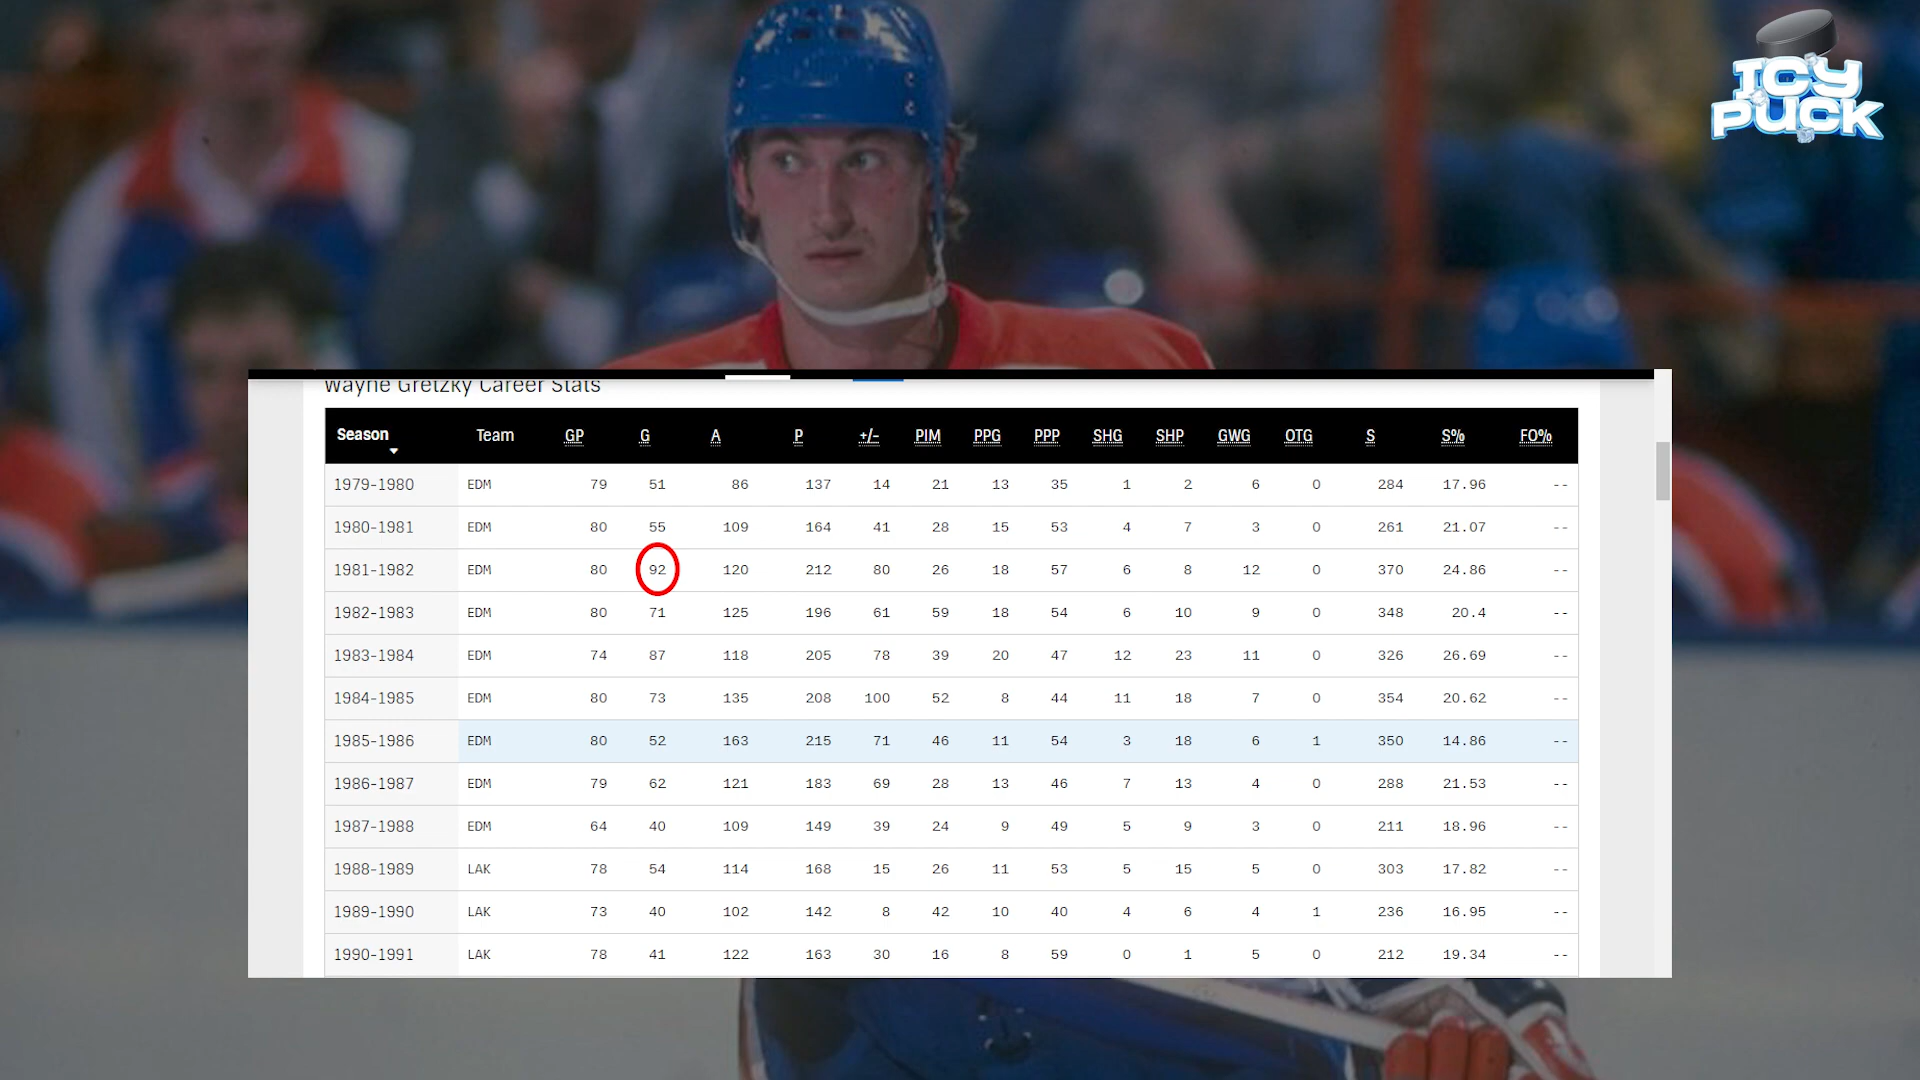 ICY
PUCK
Wayne Gretzky Career Stats
Season Team GP G A P +/- PIM PPG PPP SHG SHP GWG OTG S S% FO%
1979-1980 EDM 79 51 86 137 14 21 13 35 1 2 6 0 284 17.96 --
1980-1981 EDM 80 55 109 164 41 28 15 53 4 7 3 0 261 21.07 --
1981-1982 EDM 80 92 120 212 80 26 18 57 6 8 12 0 370 24.86 --
1982-1983 EDM 80 71 125 196 61 59 18 54 6 10 9 0 348 20.4 --
1983-1984 EDM 74 87 118 205 78 39 20 47 12 23 11 0 326 26.69 --
1984-1985 EDM 80 73 135 208 100 52 8 44 11 18 7 0 354 20.62 --
1985-1986 EDM 80 52 163 215 71 46 11 54 3 18 6 1 350 14.86 --
1986-1987 EDM 79 62 121 183 69 28 13 46 7 13 4 0 288 21.53 --
1987-1988 EDM 64 40 109 149 39 24 9 49 5 9 3 0 211 18.96 --
1988-1989 LAK 78 54 114 168 15 26 11 53 5 15 5 0 303 17.82 --
1989-1990 LAK 73 40 102 142 8 42 10 40 4 6 4 1 236 16.95 --
1990-1991 LAK 78 41 122 163 30 16 8 59 0 1 5 0 212 19.34 --